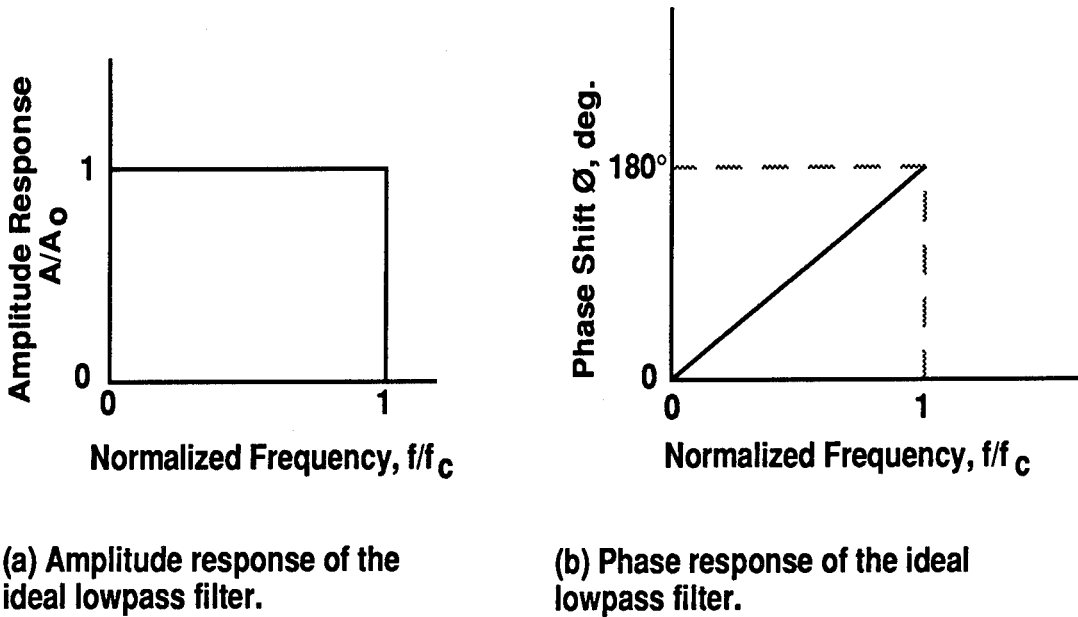 Amplitude Response
A/Ao
1
0
0
1
Normalized Frequency, f/fc
(a) Amplitude response of the
ideal lowpass filter.
Phase Shift Ø, deg.
180°
0
0
1
Normalized Frequency, f/fc
(b) Phase response of the ideal
lowpass filter.